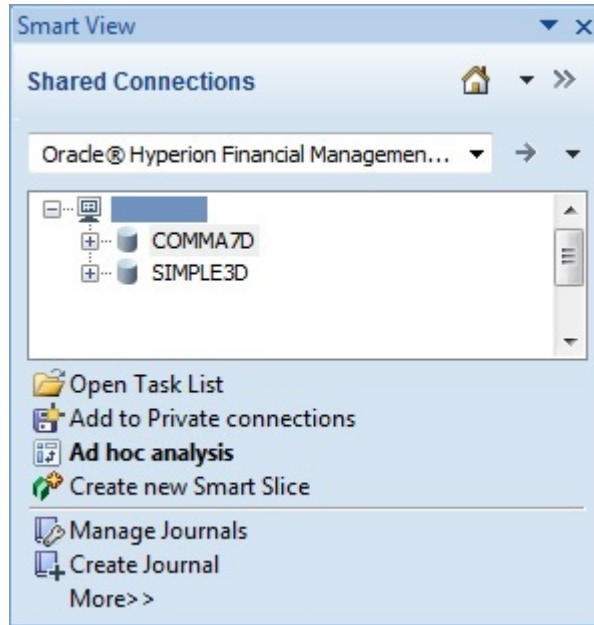 Smart View
Shared Connections
Oracle® Hyperion Financial Managemen...
COMMA7D
SIMPLE3D
Open Task List
Add to Private connections
Ad hoc analysis
Create new Smart Slice
Manage Journals
Create Journal
More>>